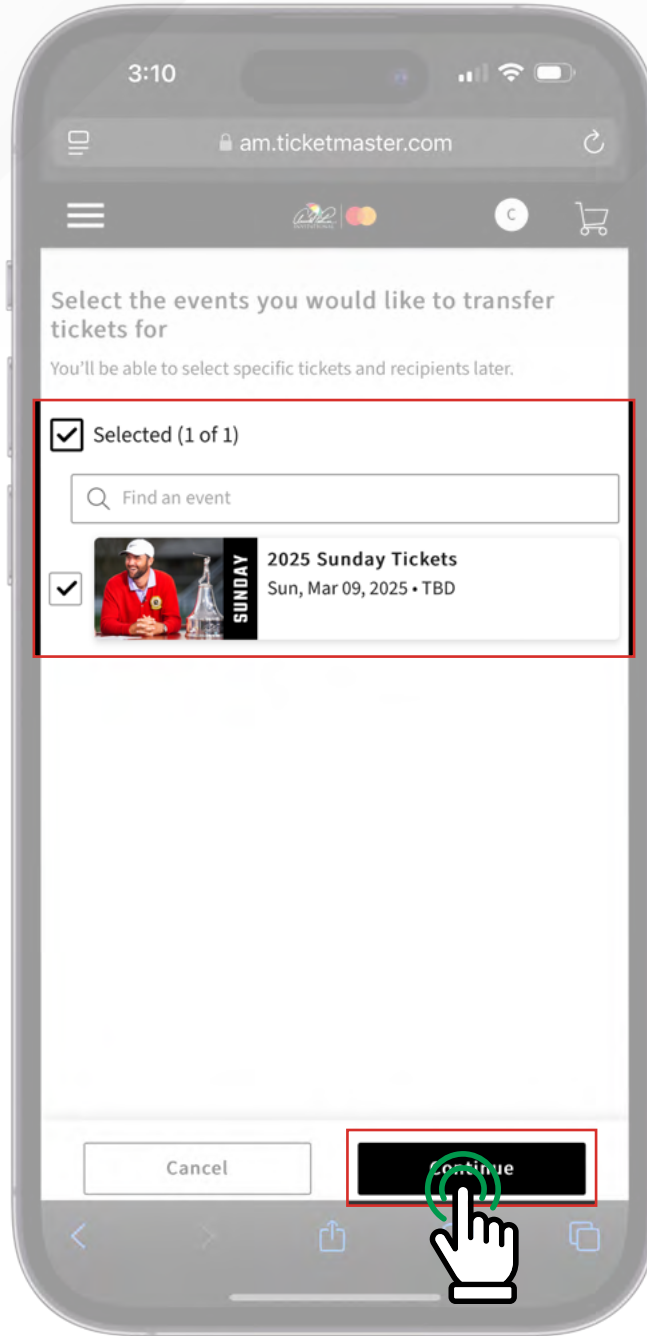 3:10
am.ticketmaster.com
C
Select the events you would like to transfer
tickets for
You'll be able to select specific tickets and recipients later.
Selected (1 of 1)
Find an event
SUNDAY
2025 Sunday Tickets
Sun, Mar 09, 2025 • TBD
Cancel
Continue